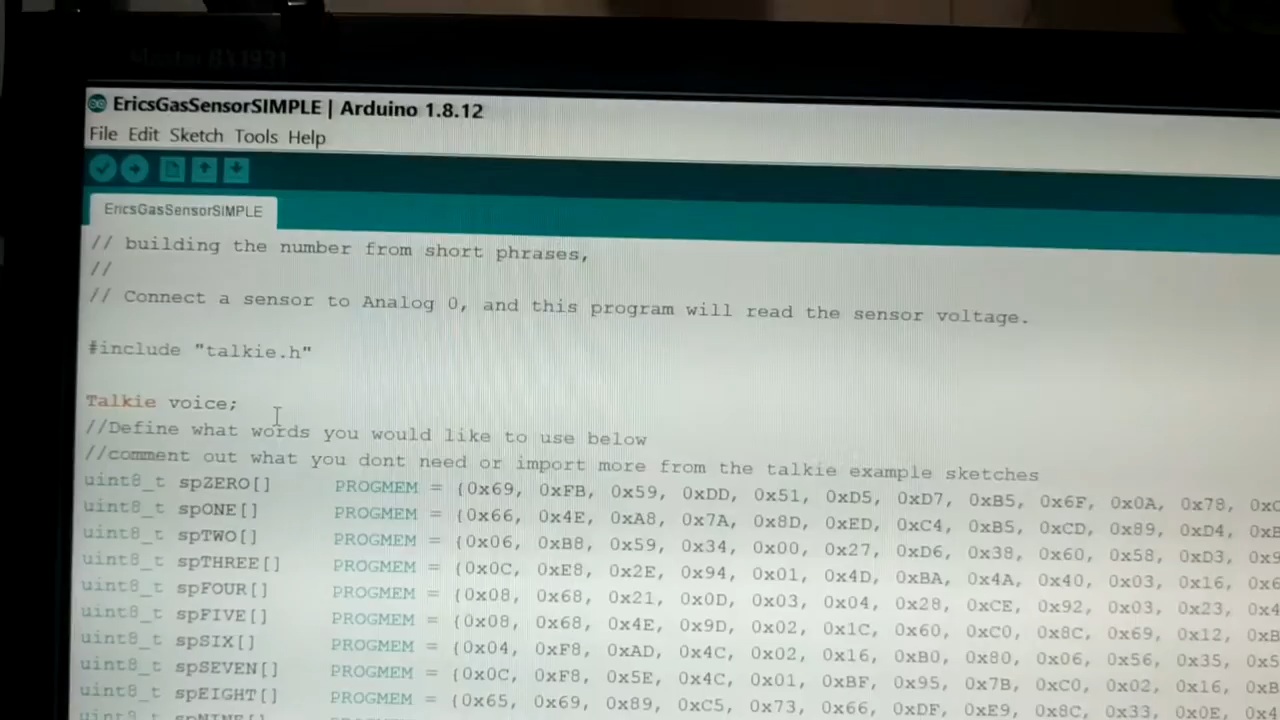 EricsGasSensorSIMPLE | Arduino 1.8.12
File Edit Sketch Tools Help
EricsGasSensorSIMPLE
// building the number from short phrases,
//
// Connect a sensor to Analog 0, and this program will read the sensor voltage.
#include "talkie.h"
Talkie voice;
//Define what words you would like to use below
//comment out what you dont need or import more from the talkie example sketches
uint8_t spZERO[] PROGMEM = {0x69, 0xFB, 0x59, 0xDD, 0x51, 0xD5, 0xD7, 0xB5, 0x6F, 0x0A, 0x78,
uint8_t spONE[] PROGMEM = {0x66, 0x4E, 0xA8, 0x7A, 0x8D, 0xED, 0xC4, 0xB5, 0xCD, 0x89, 0xD4,
uint8_t spTWO[] PROGMEM = {0x06, 0xB8, 0x59, 0x34, 0x00, 0x27, 0xD6, 0x38, 0x60, 0x58, 0xD3,
uint8_t spTHREE[] PROGMEM = {0x0C, 0xE8, 0x2E, 0x94, 0x01, 0x4D, 0xBA, 0x4A, 0x40, 0x03, 0x16,
uint8_t spFOUR[] PROGMEM = {0x08, 0x68, 0x21, 0x0D, 0x03, 0x04, 0x28, 0xCE, 0x92, 0x03, 0x23,
uint8_t spFIVE[] PROGMEM = {0x08, 0x68, 0x4E, 0x9D, 0x02, 0x1C, 0x60, 0xC0, 0x8C, 0x69, 0x12,
uint8_t spSIX[] PROGMEM = {0x04, 0xF8, 0xAD, 0x4C, 0x02, 0x16, 0xB0, 0x80, 0x06, 0x56, 0x35,
uint8_t spSEVEN[] PROGMEM = {0x0C, 0xF8, 0x5E, 0x4C, 0x01, 0xBF, 0x95, 0x7B, 0xC0, 0x02, 0x16,
uint8_t spEIGHT[] PROGMEM = {0x65, 0x69, 0x89, 0xC5, 0x73, 0x66, 0xDF, 0xE9, 0x8C, 0x33, 0x0E,